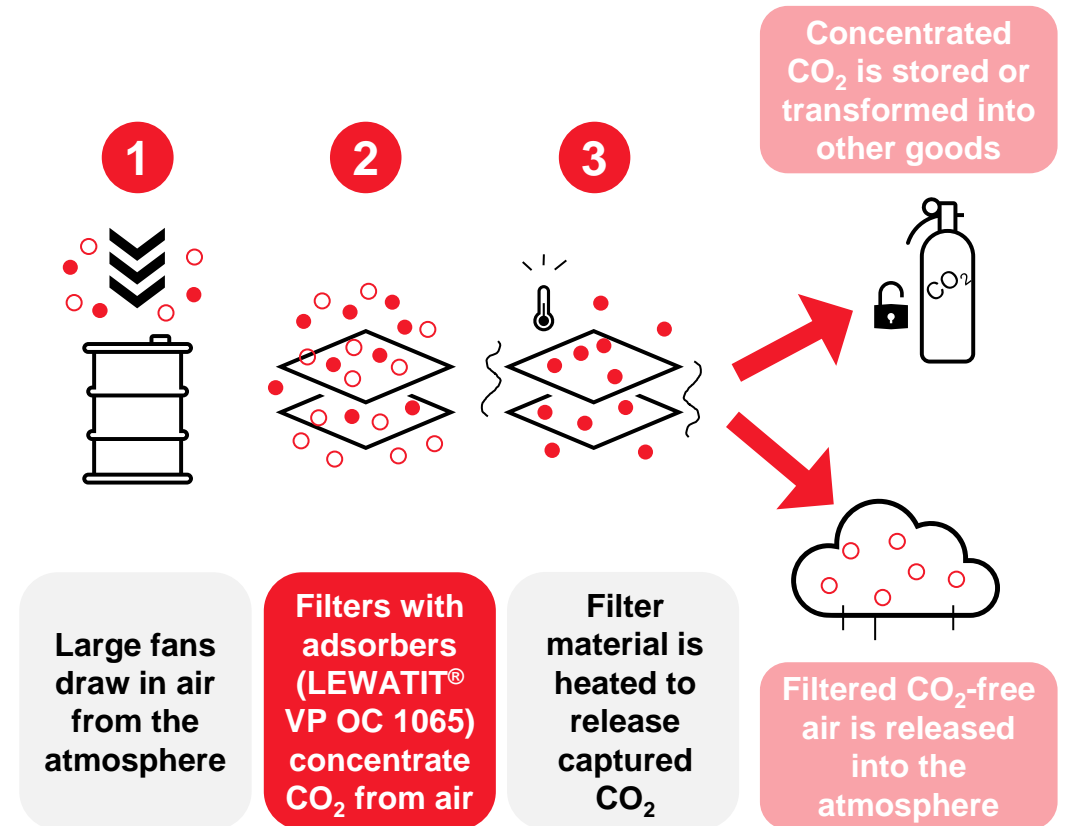 1
2
3
Concentrated
CO₂ is stored or
transformed into
other goods
CO₂
Large fans
draw in air
from the
atmosphere
Filters with
adsorbers
(LEWATIT®
VP OC 1065)
concentrate
CO₂ from air
Filter
material is
heated to
release
captured
CO₂
Filtered CO₂-free
air is released
into the
atmosphere